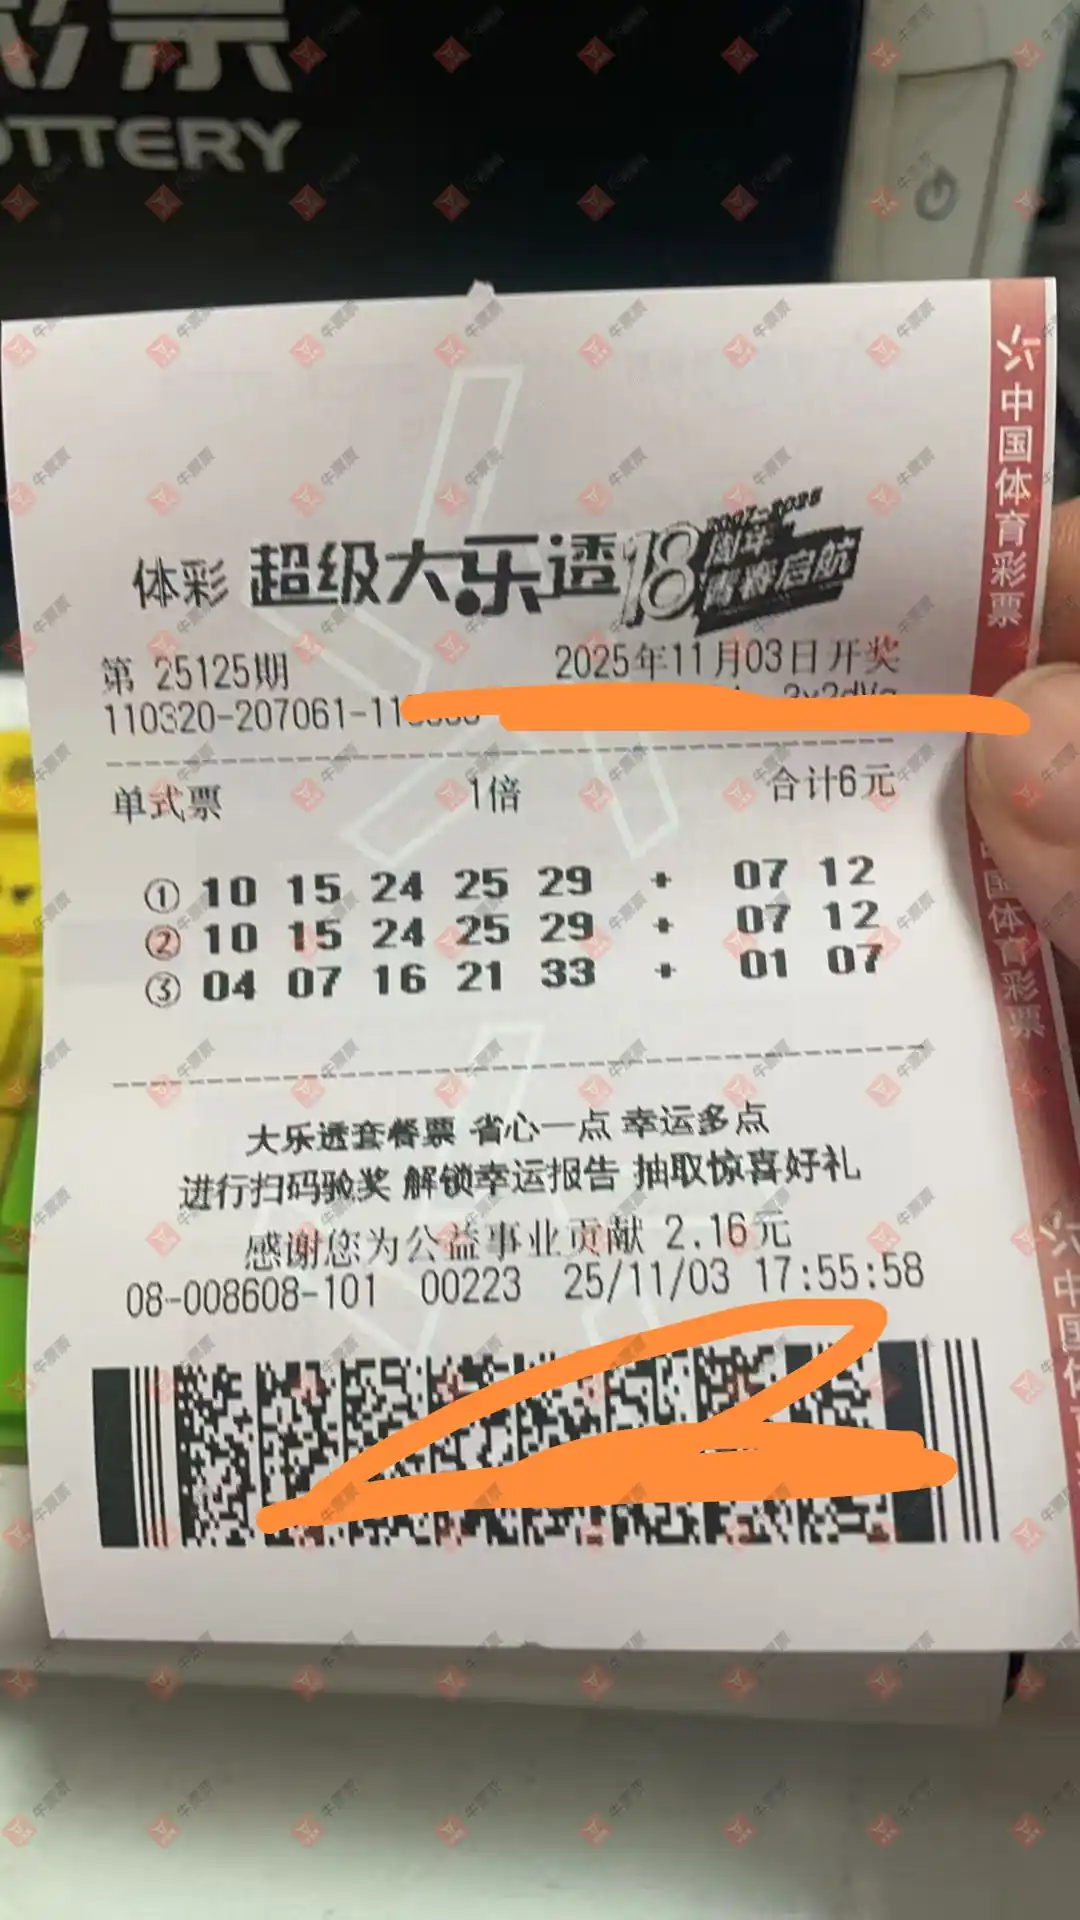 OTTERY
中国体育彩票
体彩 超级大乐透 18周年 青春启航
2007-2025
第 25125期 2025年11月03日开奖
110320-207061-11
单式票 1倍 合计6元
① 10 15 24 25 29 + 07 12
② 10 15 24 25 29 + 07 12
③ 04 07 16 21 33 + 01 07
中国体育彩票
大乐透套餐票 省心一点 幸运多点
进行扫码验奖 解锁幸运报告 抽取惊喜好礼
感谢您为公益事业贡献 2.16元
08-008608-101 00223 25/11/03 17:55:58
牛票票